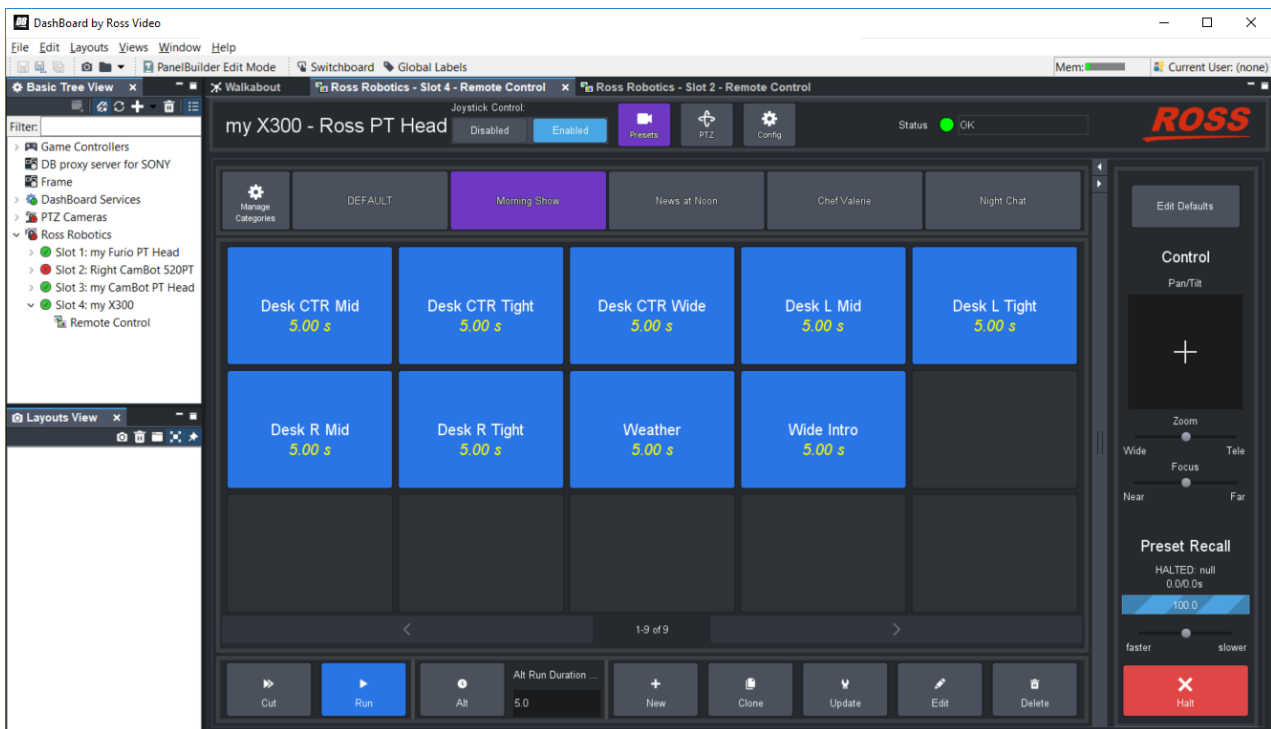 DashBoard by Ross Video
File Edit Layouts Views Window Help
PanelBuilder Edit Mode Switchboard Global Labels Mem: Current User: (none)
Basic Tree View
Walkabout Ross Robotics - Slot 4 - Remote Control Ross Robotics - Slot 2 - Remote Control
Filter:
Game Controllers
DB proxy server for SONY
Frame
DashBoard Services
PTZ Cameras
Ross Robotics
Slot 1: my Furio PT Head
Slot 2: Right CamBot 520PT
Slot 3: my CamBot PT Head
Slot 4: my X300
Remote Control
Layouts View
my X300 - Ross PT Head
Joystick Control:
Disabled Enabled
Presets PTZ Config
Status OK
ROSS
Manage
Categories
DEFAULT Morning Show News at Noon Chef Valerie Night Chat
Desk CTR Mid
5.00 s
Desk CTR Tight
5.00 s
Desk CTR Wide
5.00 s
Desk L Mid
5.00 s
Desk L Tight
5.00 s
Desk R Mid
5.00 s
Desk R Tight
5.00 s
Weather
5.00 s
Wide Intro
5.00 s
1-9 of 9
Cut Run Alt
Alt Run Duration ...
5.0
New Clone Update Edit Delete
Edit Defaults
Control
Pan/Tilt
Zoom
Wide Tele
Focus
Near Far
Preset Recall
HALTED: null
0.0/0.0s
100.0
faster slower
Halt